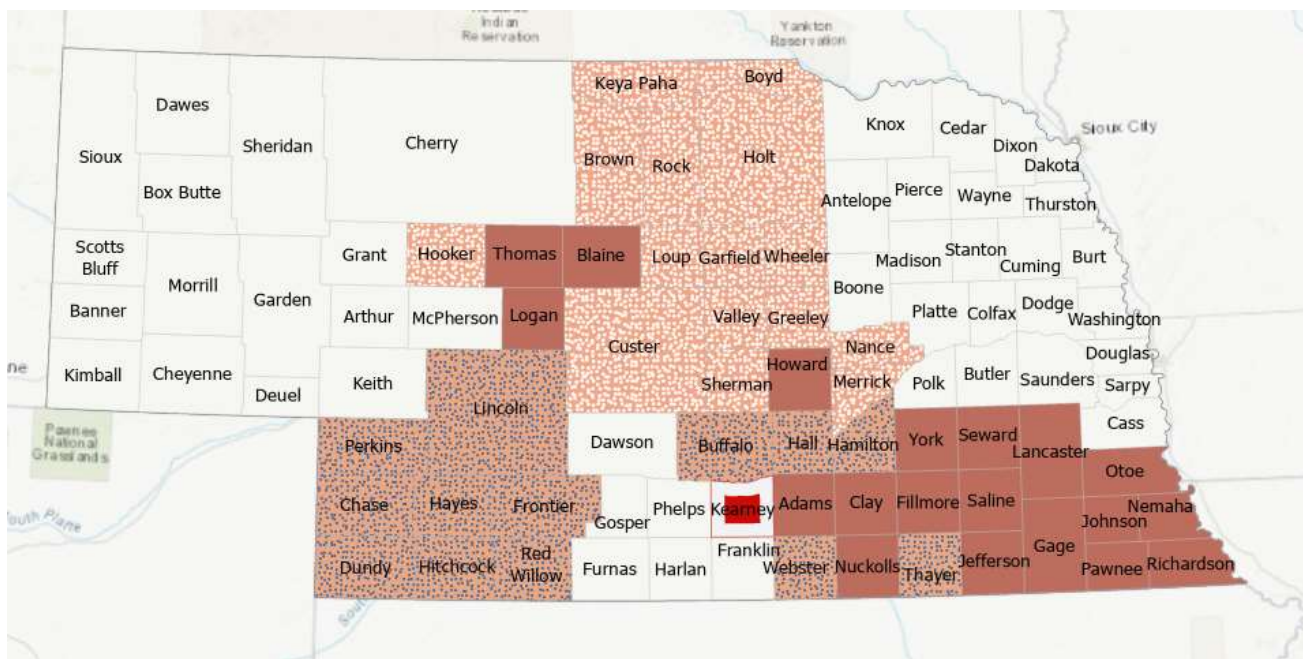 Indian
Reservation
Yankton
Reservation
Keya Paha
Boyd
Dawes
Knox
Cedar
Sioux City
Sioux
Sheridan
Cherry
Brown
Rock
Holt
Dixon
Dakota
Box Butte
Antelope
Pierce
Wayne
Thurston
Scotts
Bluff
Grant
Hooker
Thomas
Blaine
Loup
Garfield
Wheeler
Madison
Stanton
Cuming
Burt
Morrill
Garden
Boone
Banner
Arthur
McPherson
Logan
Valley
Greeley
Platte
Colfax
Dodge
Washington
Custer
Nance
Douglas
Kimball
Cheyenne
Deuel
Keith
Howard
Sherman
Merrick
Polk
Butler
Saunders
Sarpy
Lincoln
Cass
Pawnee
National
Grasslands
Perkins
Dawson
Buffalo
Hall
Hamilton
York
Seward
Lancaster
Otoe
Chase
Hayes
Frontier
Gosper
Phelps
Kearney
Adams
Clay
Fillmore
Saline
Johnson
Nemaha
outh Plane
Dundy
Hitchcock
Red
Willow
Furnas
Harlan
Franklin
Webster
Nuckolls
Thayer
Jefferson
Gage
Pawnee
Richardson